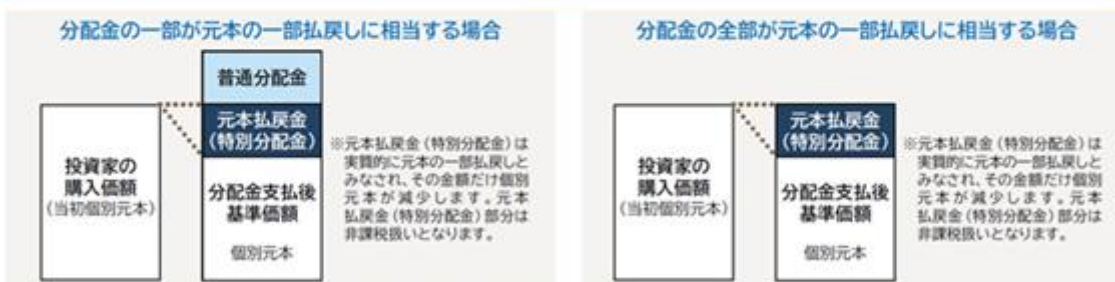 分配金の一部が元本の一部払戻しに相当する場合
普通分配金
元本払戻金
(特別分配金)
投資家の
購入価額
(当初個別元本)
分配金支払後
基準価額
個別元本
※元本払戻金(特別分配金)は
実質的に元本の一部払戻しと
みなされ、その金額だけ個別
元本が減少します。元本
払戻金(特別分配金)部分は
非課税扱いとなります。
分配金の全部が元本の一部払戻しに相当する場合
元本払戻金
(特別分配金)
投資家の
購入価額
(当初個別元本)
分配金支払後
基準価額
個別元本
※元本払戻金(特別分配金)は
実質的に元本の一部払戻しと
みなされ、その金額だけ個別
元本が減少します。元本
払戻金(特別分配金)部分は
非課税扱いとなります。